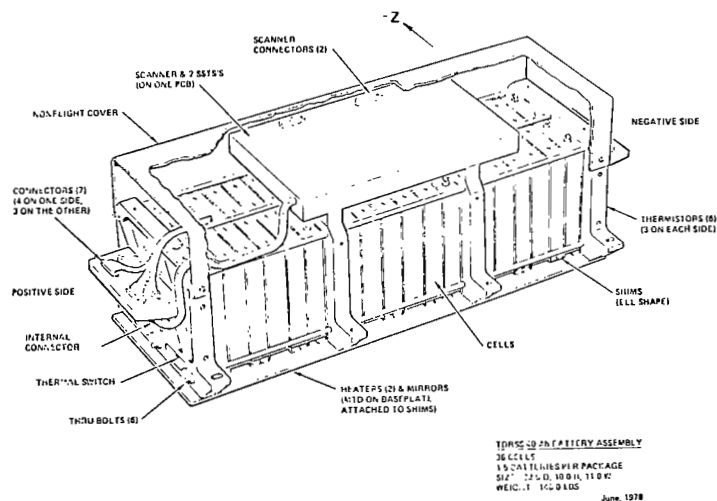 -Z
SCANNER
CONNECTORS (2)
SCANNER & 2 SSTS'S
(ON ONE PCB)
NONFLIGHT COVER
NEGATIVE SIDE
CONNECTORS (7)
(4 ON ONE SIDE,
3 ON THE OTHER)
THERMISTORS (6)
(3 ON EACH SIDE)
POSITIVE SIDE
SHIMS
(ELL SHAPE)
INTERNAL
CONNECTOR
CELLS
THERMAL SWITCH
HEATERS (2) & MIRRORS
(MTD ON BASEPLATE
ATTACHED TO SHIMS)
THRU BOLTS (6)
BATTERY ASSEMBLY
CELLS
BATTERIES PER PACKAGE
LBS
June, 1978